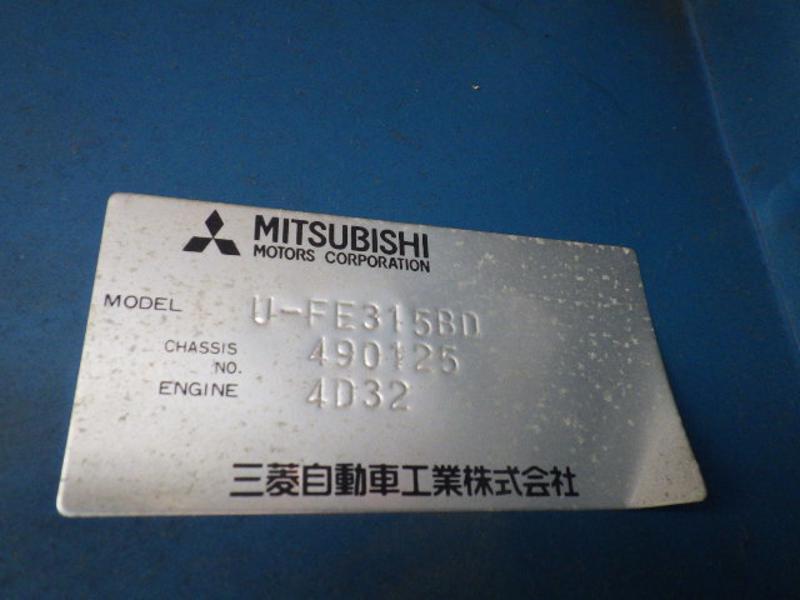 MITSUBISHI
MOTORS CORPORATION
MODEL U-FE315BD
CHASSIS NO. 490125
ENGINE 4D32
三菱自動車工業株式会社